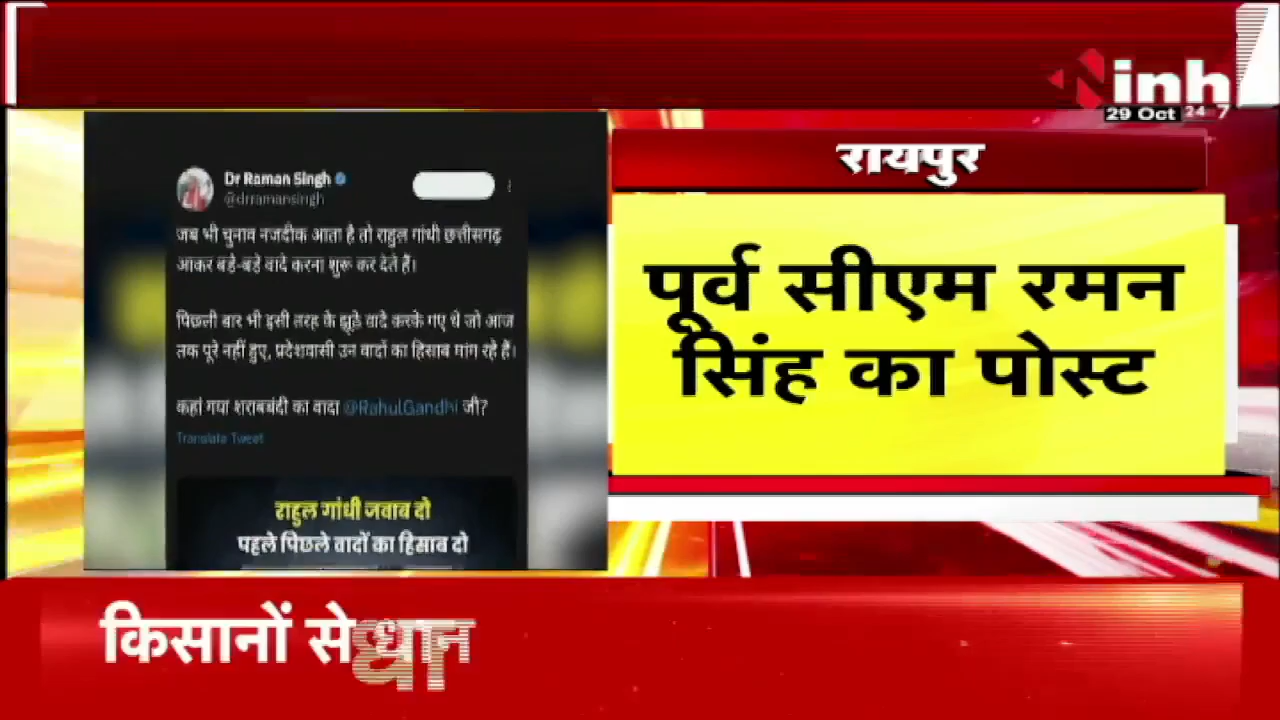 inh
29 Oct 24 7
रायपुर
पूर्व सीएम रमन
सिंह का पोस्ट
Dr Raman Singh
@drramansingh
जब भी चुनाव नजदीक आता है तो राहुल गांधी छत्तीसगढ़
आकर बड़े-बड़े वादे करना शुरू कर देते हैं।
पिछली बार भी इसी तरह के झूठे वादे करके गए थे जो आज
तक पूरे नहीं हुए, प्रदेशवासी उन वादों का हिसाब मांग रहे हैं।
कहां गया शराबबंदी का वादा @RahulGandhi जी?
Translate Tweet
राहुल गांधी जवाब दो
पहले पिछले वादों का हिसाब दो
किसानों से धान